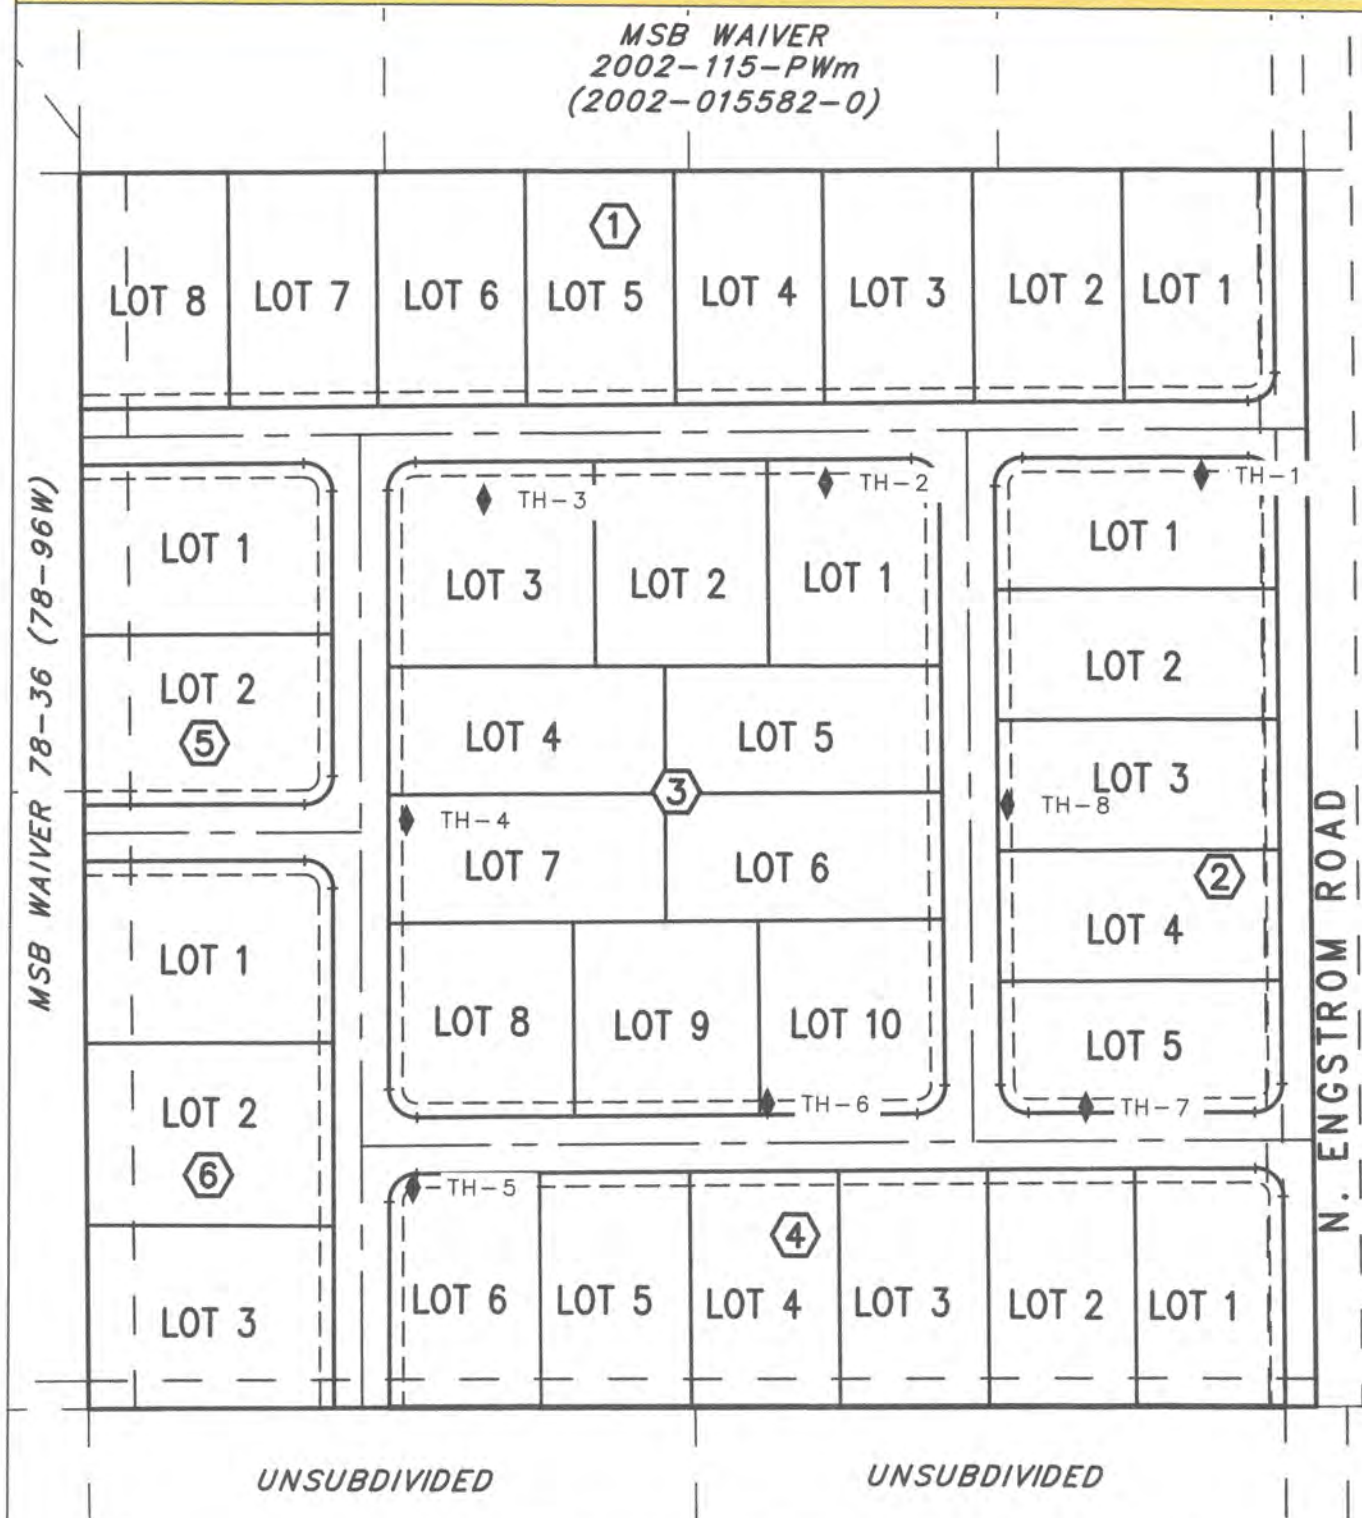 MSB WAIVER
2002-115-PWm
(2002-015582-0)
1
LOT 8 LOT 7 LOT 6 LOT 5 LOT 4 LOT 3 LOT 2 LOT 1
MSB WAIVER 78-36 (78-96W)
LOT 1
LOT 2
5
LOT 1
LOT 2
6
LOT 3
TH-3 TH-2
LOT 3 LOT 2 LOT 1
LOT 4 LOT 5
3
TH-4
LOT 7 LOT 6
LOT 8 LOT 9 LOT 10
TH-6
TH-1
LOT 1
LOT 2
LOT 3
TH-8
2
LOT 4
LOT 5
TH-7
N. ENGSTROM ROAD
TH-5
4
LOT 6 LOT 5 LOT 4 LOT 3 LOT 2 LOT 1
UNSUBDIVIDED UNSUBDIVIDED